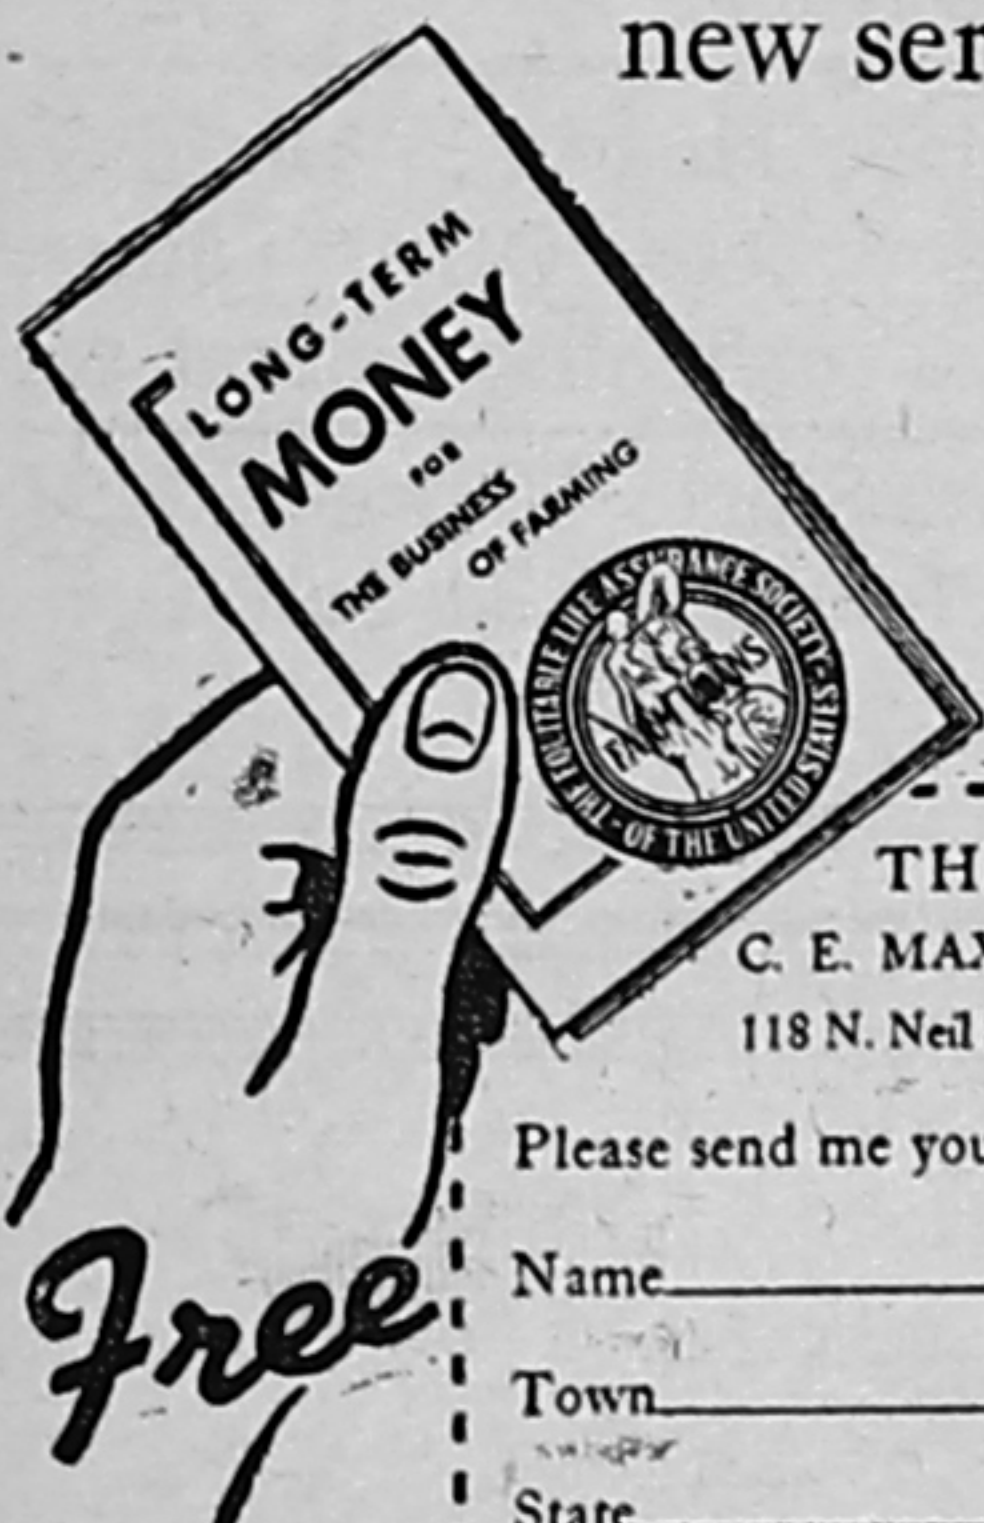 new ser
LONG-TERM
MONEY
FOR
THE BUSINESS
OF FARMING
THE EQUITABLE LIFE ASSURANCE SOCIETY
- OF THE UNITED STATES -
TH
C. E. MAX
118 N. Neil
Please send me you
Name
Town
State
Free